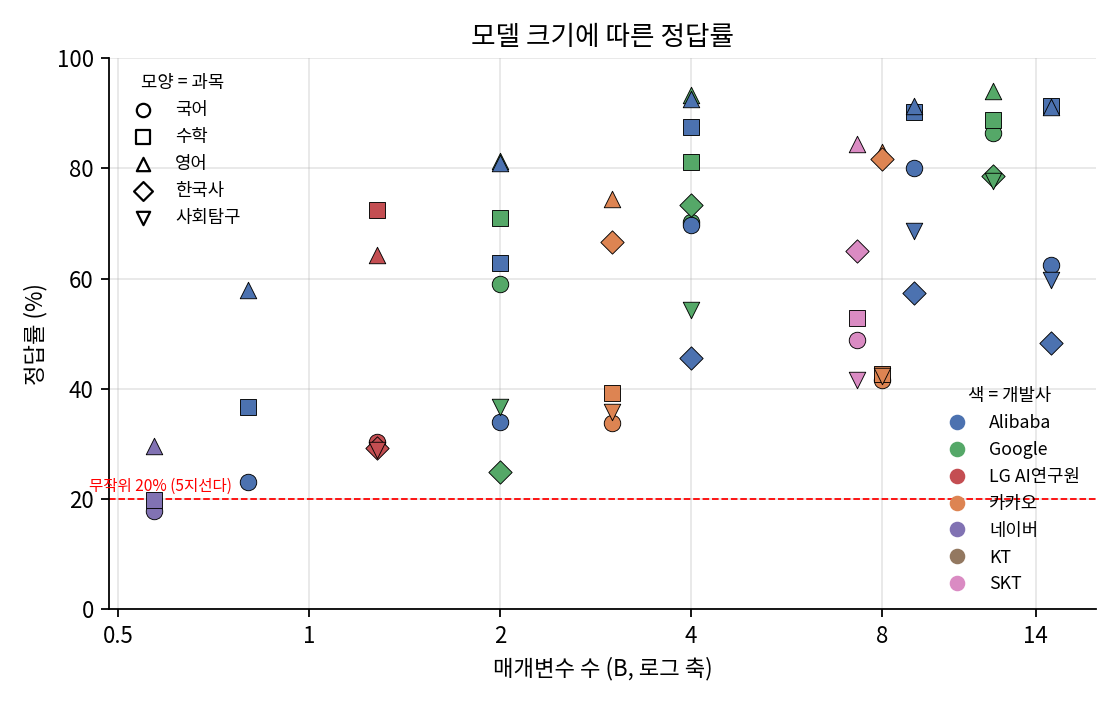 모델 크기에 따른 정답률
100
80
60
40
20
0
정답률 (%)
모양 = 과목
국어
수학
영어
한국사
사회탐구
무작위 20% (5지선다)
색 = 개발사
Alibaba
Google
LG AI연구원
카카오
네이버
KT
SKT
0.5 1 2 4 8 14
매개변수 수 (B, 로그 축)